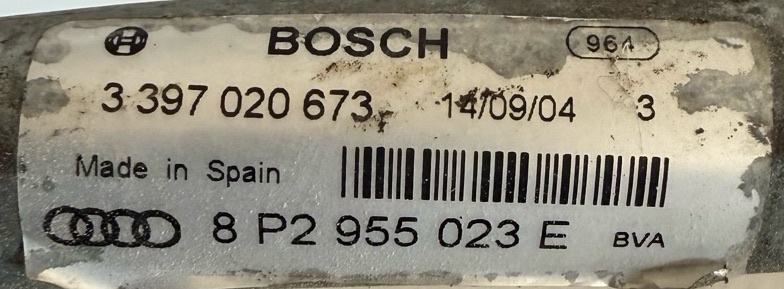 BOSCH 964
3 397 020 673 14/09/04 3
Made in Spain
8 P2 955 023 E BVA